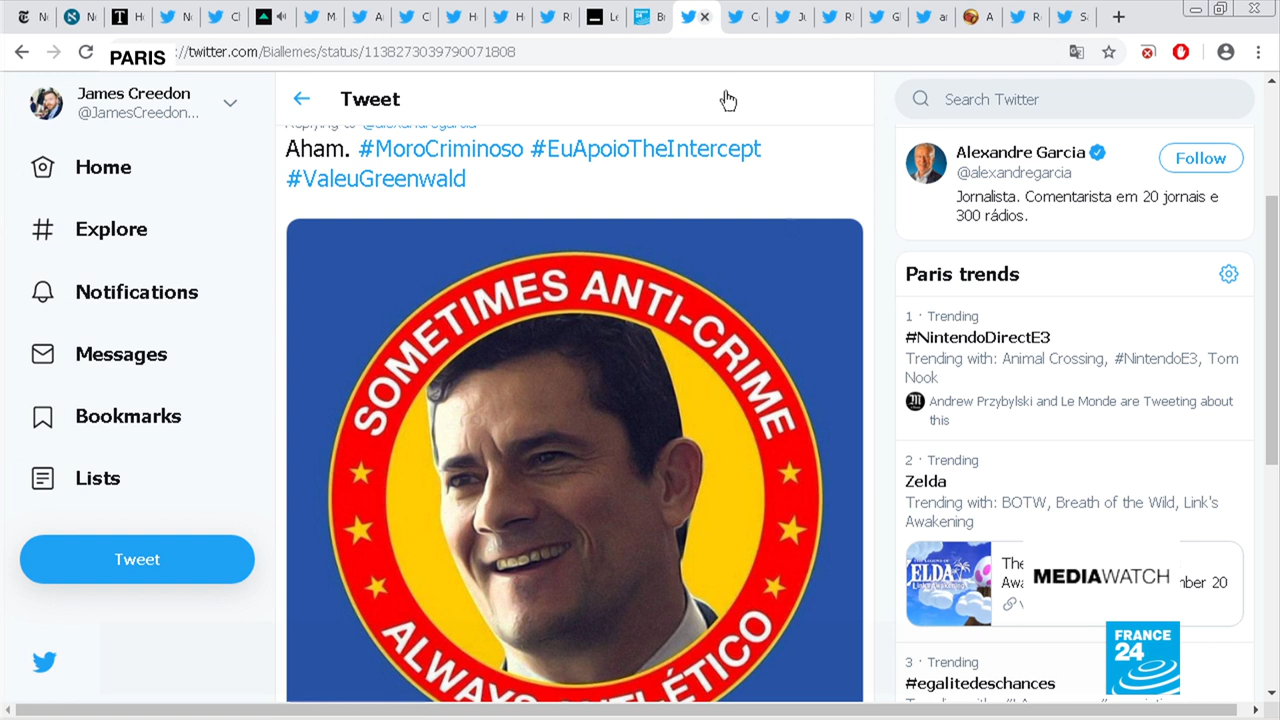 PARIS
://twitter.com/Biallemes/status/1138273039790071808
James Creedon
@JamesCreedon...
Home
Explore
Notifications
Messages
Bookmarks
Lists
Tweet
Tweet
Replying to @alexandregarcia
Aham. #MoroCriminoso #EuApoioTheIntercept
#ValeuGreenwald
SOMETIMES ANTI-CRIME
ALWAYS
Search Twitter
Alexandre Garcia
@alexandregarcia
Follow
Jornalista. Comentarista em 20 jornais e
300 rádios.
Paris trends
1 · Trending
#NintendoDirectE3
Trending with: Animal Crossing, #NintendoE3, Tom
Nook
Andrew Przybylski and Le Monde are Tweeting about
this
2 · Trending
Zelda
Trending with: BOTW, Breath of the Wild, Link's
Awakening
The
MEDIAWATCH
3 · Trending
#egalitedeschances
FRANCE
24